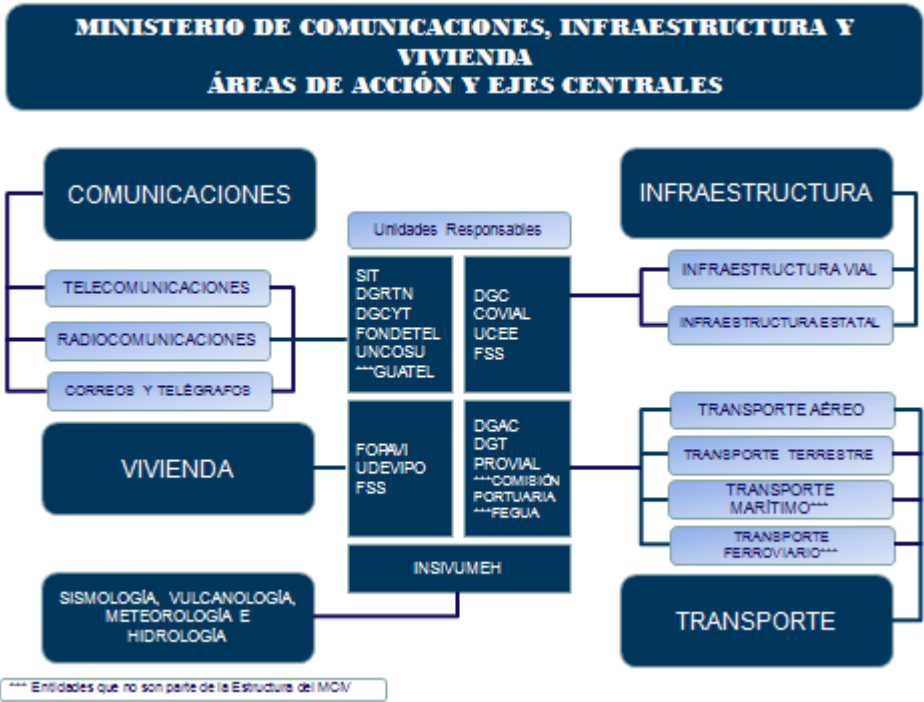 MINISTERIO DE COMUNICACIONES, INFRAESTRUCTURA Y
VIVIENDA
ÁREAS DE ACCIÓN Y EJES CENTRALES
COMUNICACIONES
TELECOMUNICACIONES
RADIOCOMUNICACIONES
CORREOS Y TELÉGRAFOS
VIVIENDA
SISMOLOGÍA, VULCANOLOGÍA,
METEOROLOGÍA E
HIDROLOGÍA
Unidades Responsables
SIT
DGRTN
DGCYT
FONDETEL
UNCOSU
***GUATEL
DGC
COVIAL
UCEE
FSS
FOPAVI
UDEVIPO
FSS
DGAC
DGT
PROVIAL
***COMISIÓN
PORTUARIA
***FEGUA
INSIVUMEH
INFRAESTRUCTURA
INFRAESTRUCTURA VIAL
INFRAESTRUCTURA ESTATAL
TRANSPORTE AÉREO
TRANSPORTE TERRESTRE
TRANSPORTE
MARÍTIMO***
TRANSPORTE
FERROVIARIO***
TRANSPORTE
*** Entidades que no son parte de la Estructura del MCIV